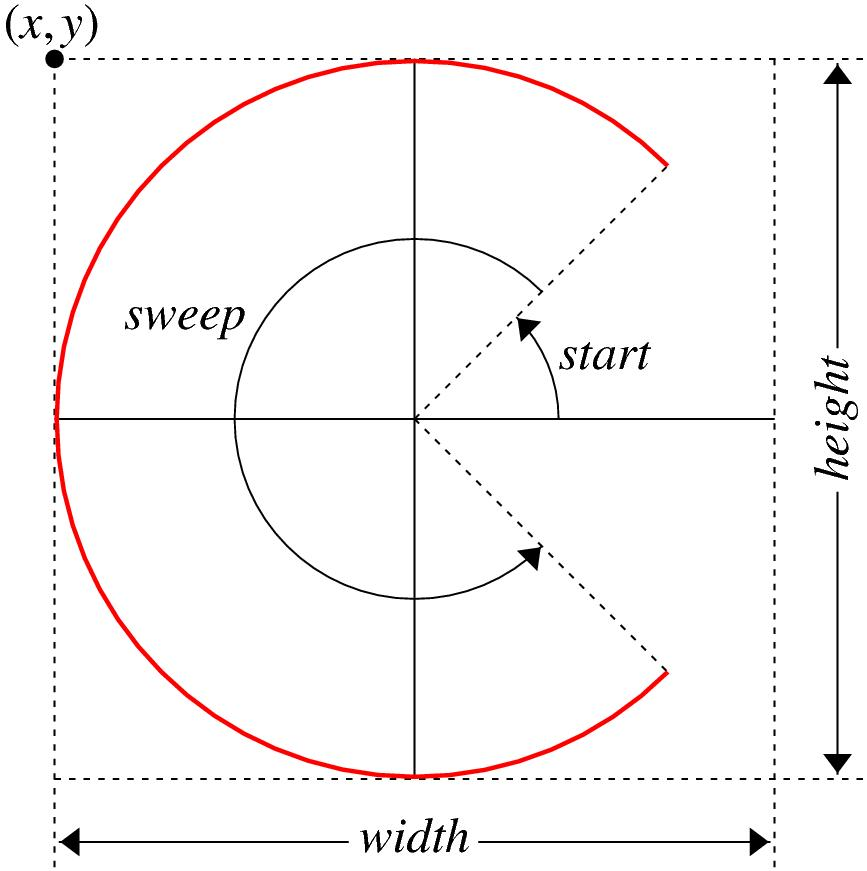 (x, y)
sweep
start
height
width